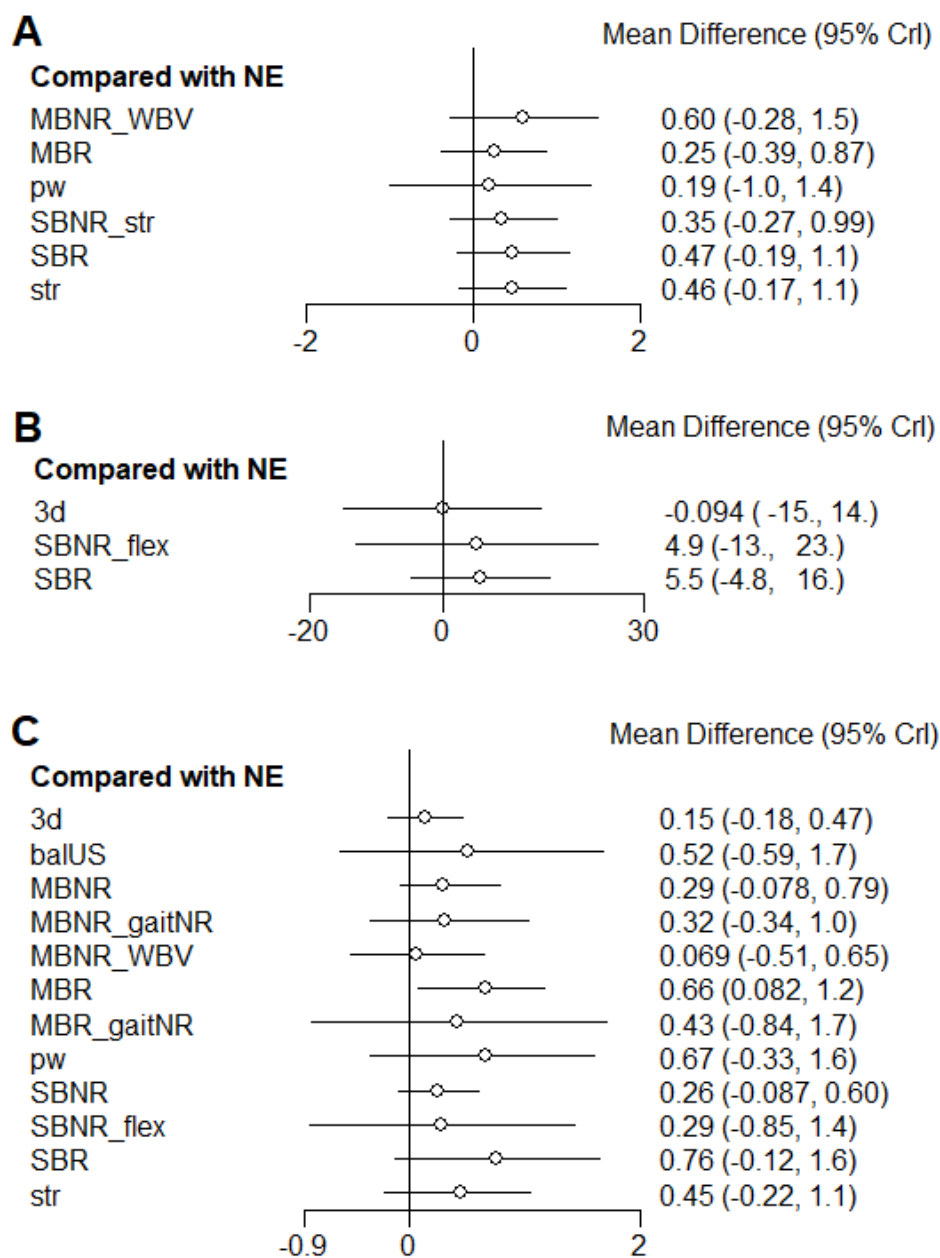 A
Mean Difference (95% Crl)
Compared with NE
MBNR_WBV 0.60 (-0.28, 1.5)
MBR 0.25 (-0.39, 0.87)
pw 0.19 (-1.0, 1.4)
SBNR_str 0.35 (-0.27, 0.99)
SBR 0.47 (-0.19, 1.1)
str 0.46 (-0.17, 1.1)
-2 0 2
B
Mean Difference (95% Crl)
Compared with NE
3d -0.094 ( -15., 14.)
SBNR_flex 4.9 (-13., 23.)
SBR 5.5 (-4.8, 16.)
-20 0 30
C
Mean Difference (95% Crl)
Compared with NE
3d 0.15 (-0.18, 0.47)
balUS 0.52 (-0.59, 1.7)
MBNR 0.29 (-0.078, 0.79)
MBNR_gaitNR 0.32 (-0.34, 1.0)
MBNR_WBV 0.069 (-0.51, 0.65)
MBR 0.66 (0.082, 1.2)
MBR_gaitNR 0.43 (-0.84, 1.7)
pw 0.67 (-0.33, 1.6)
SBNR 0.26 (-0.087, 0.60)
SBNR_flex 0.29 (-0.85, 1.4)
SBR 0.76 (-0.12, 1.6)
str 0.45 (-0.22, 1.1)
-0.9 0 2